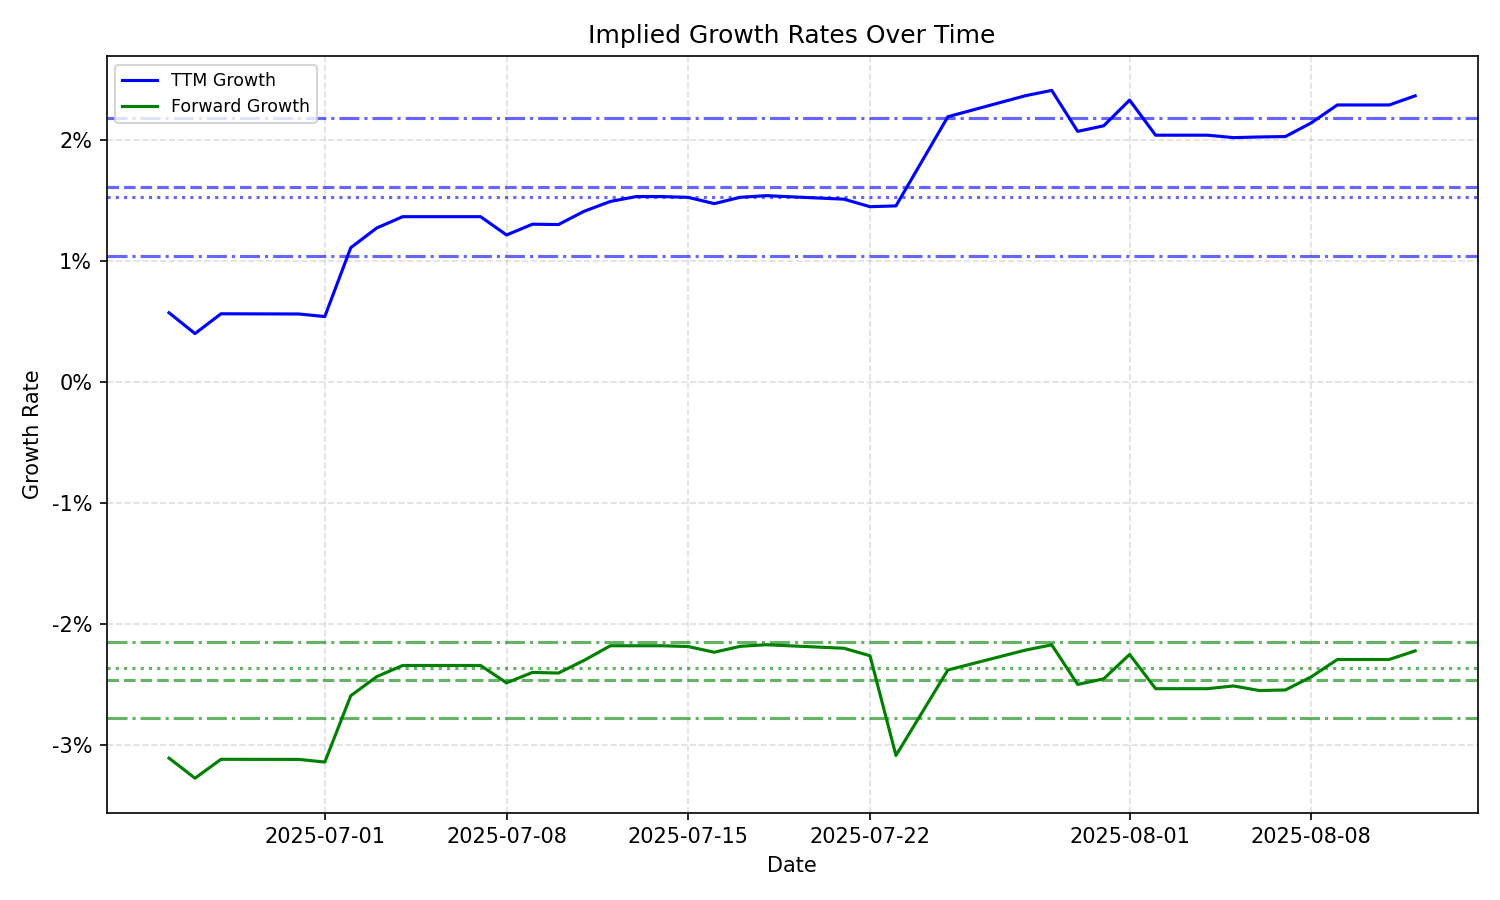 Implied Growth Rates Over Time
TTM Growth
Forward Growth
Growth Rate
2%
1%
0%
-1%
-2%
-3%
2025-07-01
2025-07-08
2025-07-15
2025-07-22
2025-08-01
2025-08-08
Date